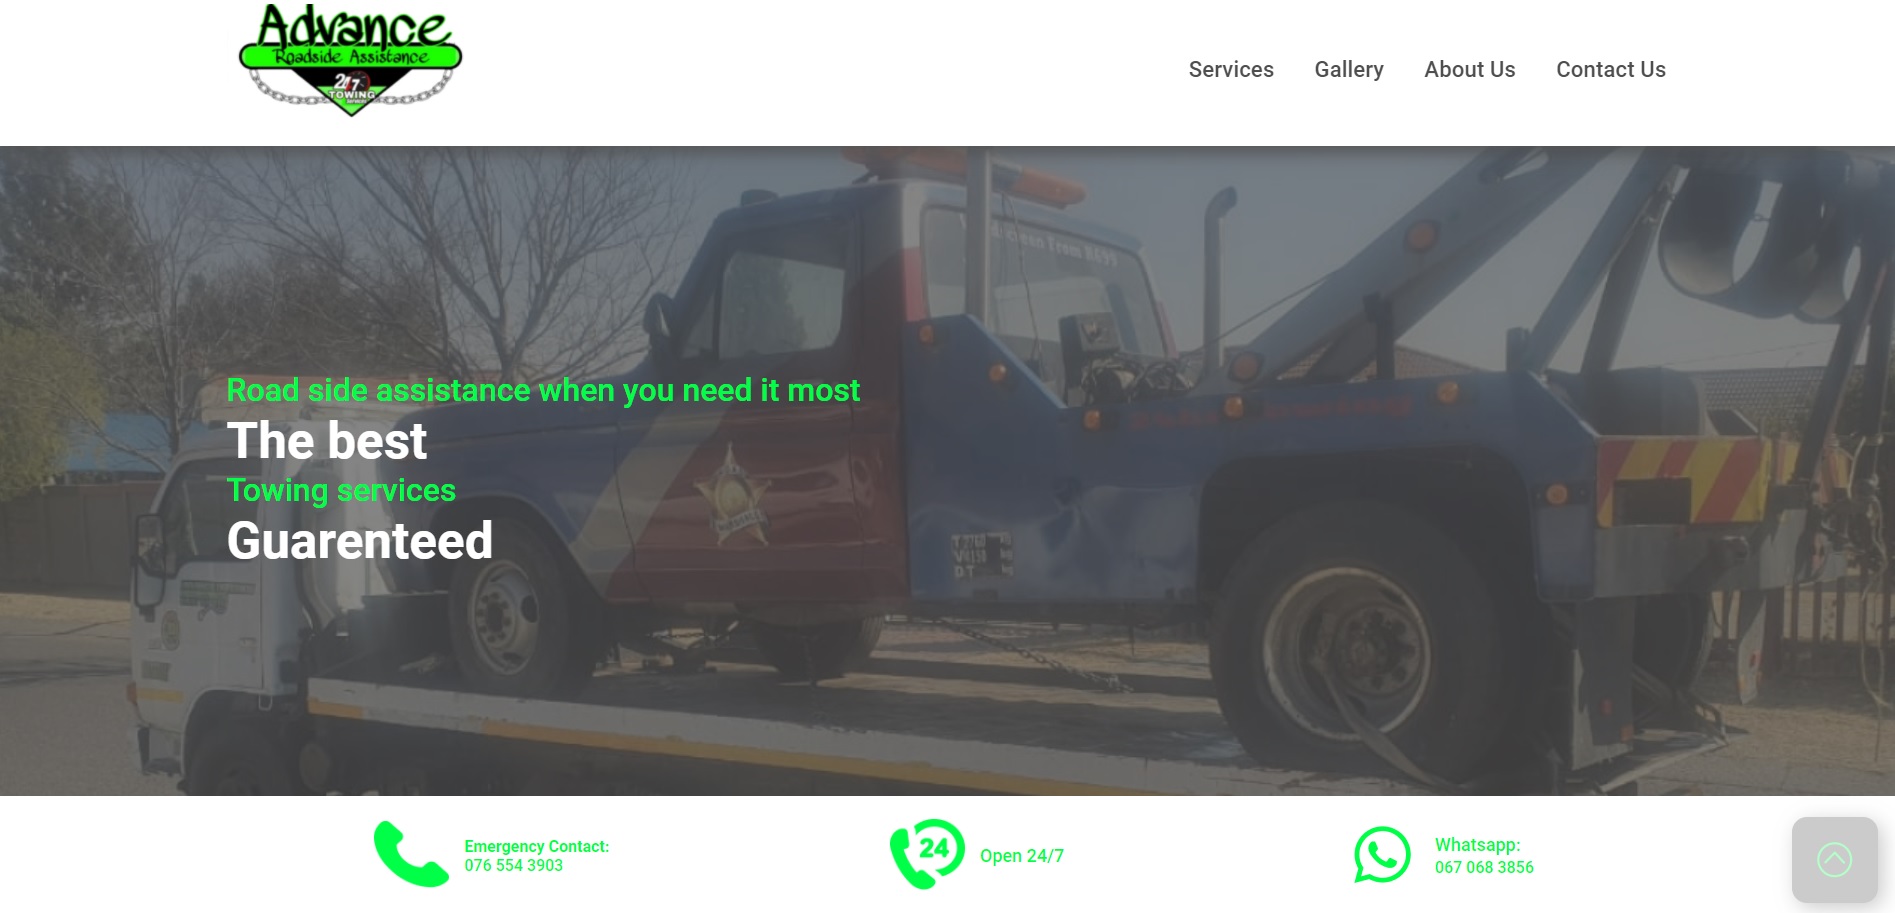 Advance
Roadside Assistance
24/7
TOWING
Services
Services
Gallery
About Us
Contact Us
Road side assistance when you need it most
The best
Towing services
Guarenteed
Emergency Contact:
076 554 3903
24
Open 24/7
Whatsapp:
067 068 3856